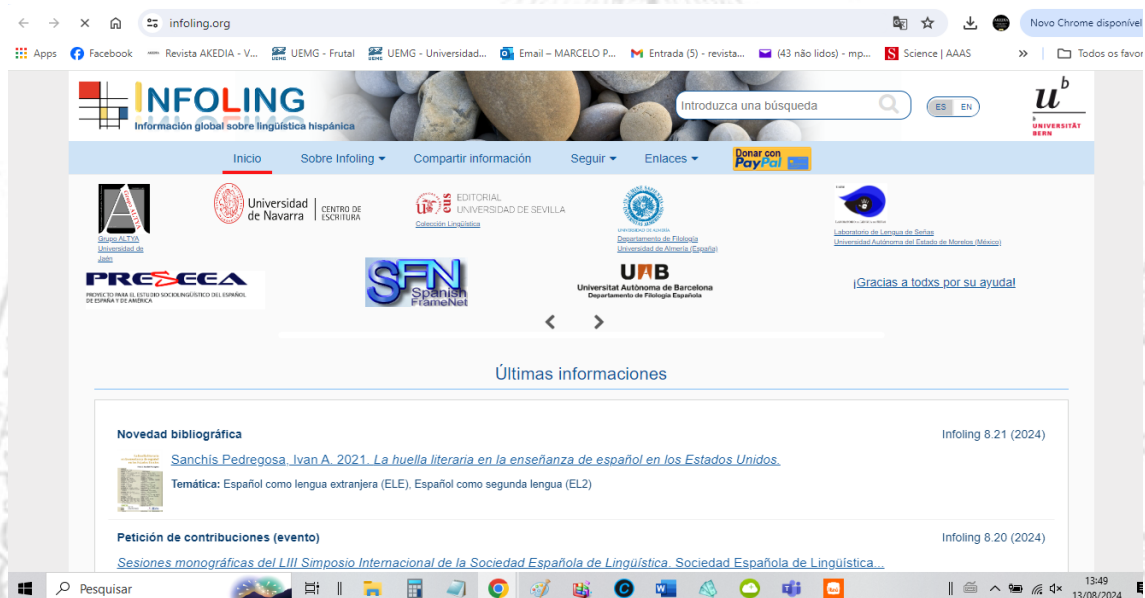 infoling.org
Novo Chrome disponível
Apps
Facebook
Revista AKEDIA - V...
UEMG - Frutal
UEMG - Universidad...
Email – MARCELO P...
Entrada (5) - revista...
(43 não lidos) - mp...
Science | AAAS
»
Todos os favor
INFOLING
Información global sobre lingüística hispánica
Introduzca una búsqueda
ES EN
u^b
b
UNIVERSITÄT
BERN
Inicio
Sobre Infoling
Compartir información
Seguir
Enlaces
Donar con
PayPal
Grupo ALTYA
Universidad de
Jaén
Universidad
de Navarra
CENTRO DE
ESCRITURA
eus
EDITORIAL
UNIVERSIDAD DE SEVILLA
Colección Lingüística
Departamento de Filología
Universidad de Almería (España)
Laboratorio de Lengua de Señas
Universidad Autónoma del Estado de Morelos (México)
PRESEEA
PROYECTO PARA EL ESTUDIO SOCIOLINGÜÍSTICO DEL ESPAÑOL
DE ESPAÑA Y DE AMÉRICA
SFN
Spanish
FrameNet
UAB
Universitat Autònoma de Barcelona
Departamento de Filología Española
¡Gracias a todxs por su ayuda!
Últimas informaciones
Novedad bibliográfica
Infoling 8.21 (2024)
Sanchís Pedregosa, Ivan A. 2021. La huella literaria en la enseñanza de español en los Estados Unidos.
Temática: Español como lengua extranjera (ELE), Español como segunda lengua (EL2)
Petición de contribuciones (evento)
Infoling 8.20 (2024)
Sesiones monográficas del LIII Simposio Internacional de la Sociedad Española de Lingüística. Sociedad Española de Lingüística...
Pesquisar
13:49
13/08/2024